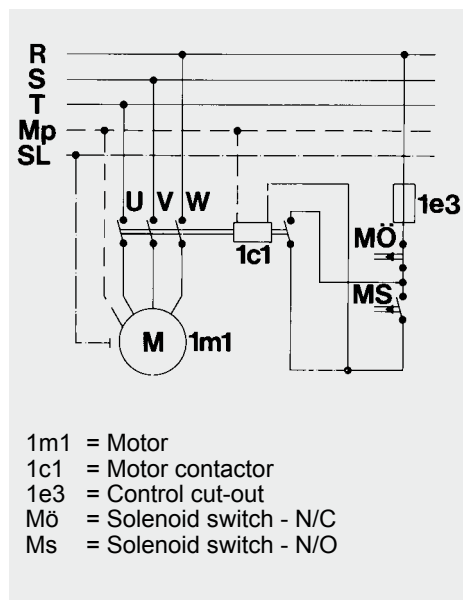 R
S
T
Mp
SL
U V W
1e3
MÖ
1c1
MS
M 1m1
1m1 = Motor
1c1 = Motor contactor
1e3 = Control cut-out
Mö = Solenoid switch - N/C
Ms = Solenoid switch - N/O